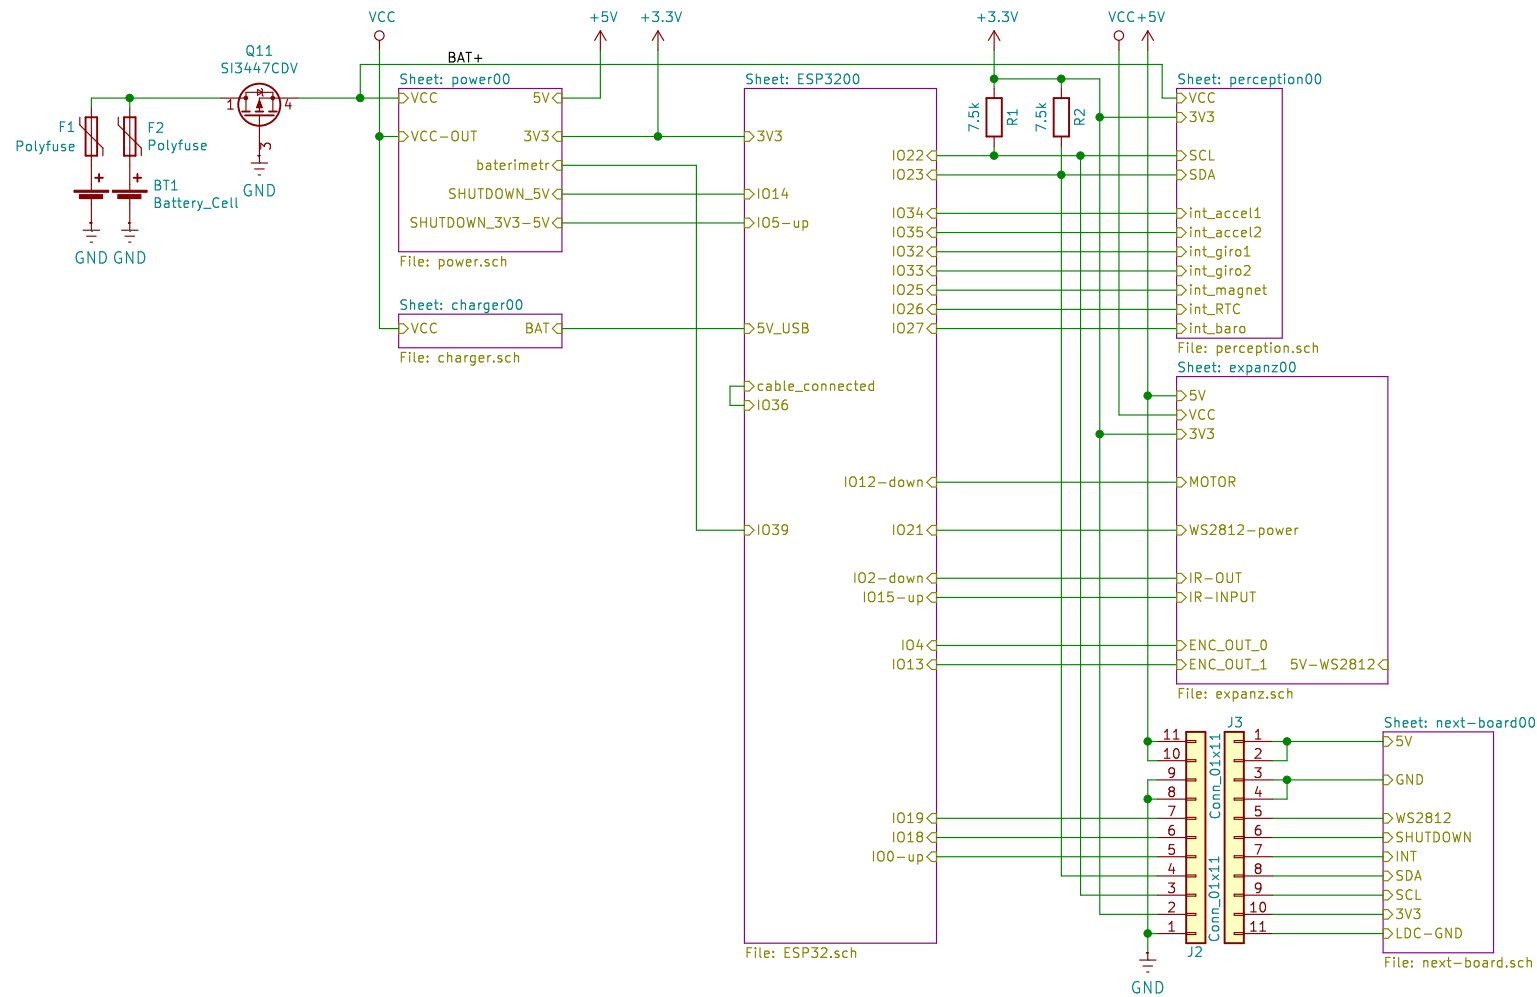 VCC
+5V
+3.3V
+3.3V
VCC
+5V
Q11
SI3447CDV
1
4
3
GND
BAT+
F1
Polyfuse
F2
Polyfuse
+
+
BT1
Battery_Cell
GND
GND
Sheet: power00
VCC
5V
VCC-OUT
3V3
baterimetr
SHUTDOWN_5V
SHUTDOWN_3V3-5V
File: power.sch
Sheet: charger00
VCC
BAT
File: charger.sch
Sheet: ESP3200
3V3
IO14
IO5-up
5V_USB
cable_connected
IO36
IO39
IO22
IO23
IO34
IO35
IO32
IO33
IO25
IO26
IO27
IO12-down
IO21
IO2-down
IO15-up
IO4
IO13
IO19
IO18
IO0-up
File: ESP32.sch
7.5k
R1
7.5k
R2
Sheet: perception00
VCC
3V3
SCL
SDA
int_accel1
int_accel2
int_giro1
int_giro2
int_magnet
int_RTC
int_baro
File: perception.sch
Sheet: expanz00
5V
VCC
3V3
MOTOR
WS2812-power
IR-OUT
IR-INPUT
ENC_OUT_0
ENC_OUT_1
5V-WS2812
File: expanz.sch
11
10
9
8
7
6
5
4
3
2
1
Conn_01x11
J2
GND
J3
Conn_01x11
1
2
3
4
5
6
7
8
9
10
11
Sheet: next-board00
5V
GND
WS2812
SHUTDOWN
INT
SDA
SCL
3V3
LDC-GND
File: next-board.sch